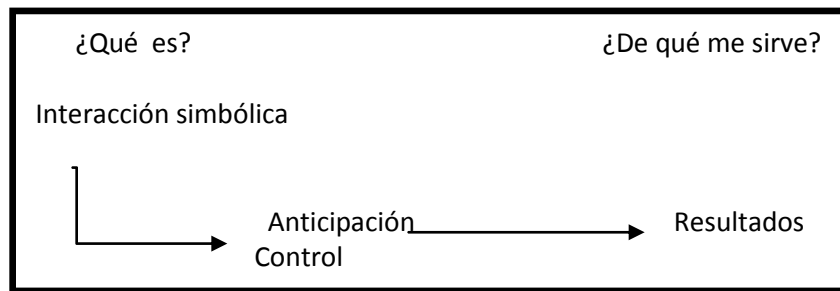 ¿Qué es? ¿De qué me sirve?
Interacción simbólica
Anticipación Resultados
Control